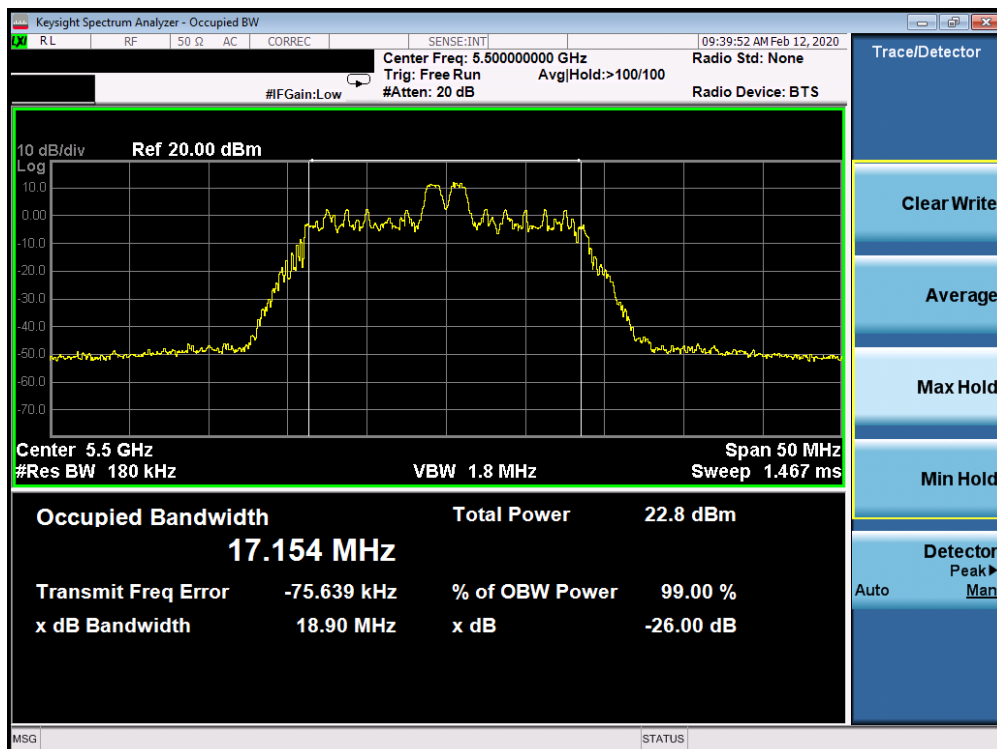 Keysight Spectrum Analyzer - Occupied BW
LXI RL RF 50 Ω AC CORREC SENSE:INT 09:39:52 AM Feb 12, 2020
Center Freq: 5.500000000 GHz Radio Std: None
Trig: Free Run Avg|Hold:>100/100
#IFGain:Low #Atten: 20 dB Radio Device: BTS
Trace/Detector
10 dB/div Ref 20.00 dBm
Log
10.0
0.00
-10.0
-20.0
-30.0
-40.0
-50.0
-60.0
-70.0
Center 5.5 GHz Span 50 MHz
#Res BW 180 kHz VBW 1.8 MHz Sweep 1.467 ms
Occupied Bandwidth Total Power 22.8 dBm
17.154 MHz
Transmit Freq Error -75.639 kHz % of OBW Power 99.00 %
x dB Bandwidth 18.90 MHz x dB -26.00 dB
Clear Write
Average
Max Hold
Min Hold
Detector
Peak▶
Auto Man
MSG STATUS